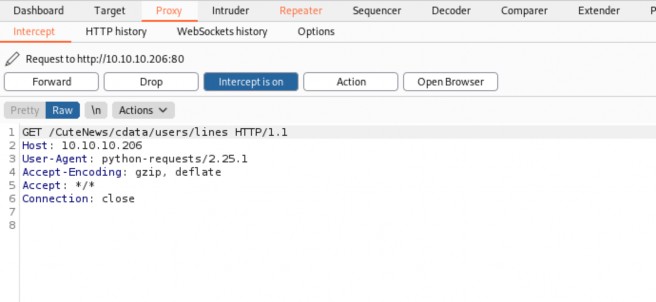 Dashboard Target Proxy Intruder Repeater Sequencer Decoder Comparer Extender P
Intercept HTTP history WebSockets history Options
Request to http://10.10.10.206:80
Forward Drop Intercept is on Action Open Browser
Pretty Raw \n Actions
1 GET /CuteNews/cdata/users/lines HTTP/1.1
2 Host: 10.10.10.206
3 User-Agent: python-requests/2.25.1
4 Accept-Encoding: gzip, deflate
5 Accept: */*
6 Connection: close
7
8